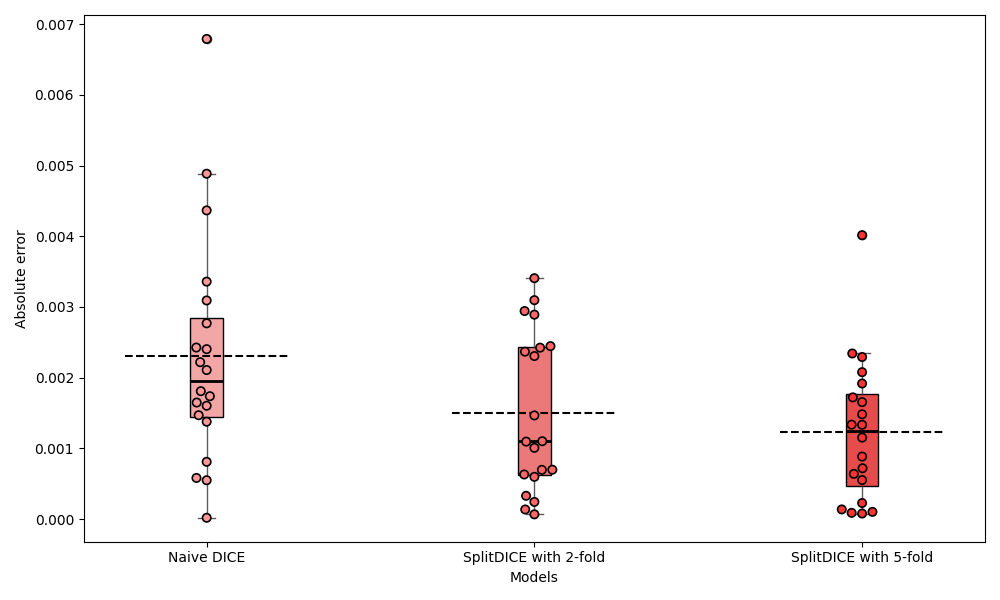 0.007
0.006
0.005
0.004
0.003
0.002
0.001
0.000
Absolute error
Naive DICE
SplitDICE with 2-fold
SplitDICE with 5-fold
Models